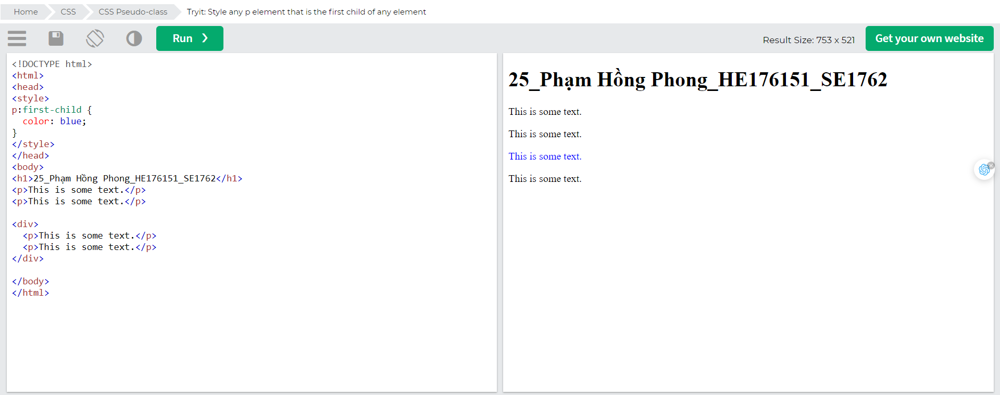 Home CSS CSS Pseudo-class Tryit: Style any p element that is the first child of any element
Run ❯ Result Size: 753 x 521 Get your own website
<!DOCTYPE html>
<html>
<head>
<style>
p:first-child {
  color: blue;
}
</style>
</head>
<body>
<h1>25_Phạm Hồng Phong_HE176151_SE1762</h1>
<p>This is some text.</p>
<p>This is some text.</p>

<div>
  <p>This is some text.</p>
  <p>This is some text.</p>
</div>

</body>
</html>
25_Phạm Hồng Phong_HE176151_SE1762
This is some text.
This is some text.
This is some text.
This is some text.